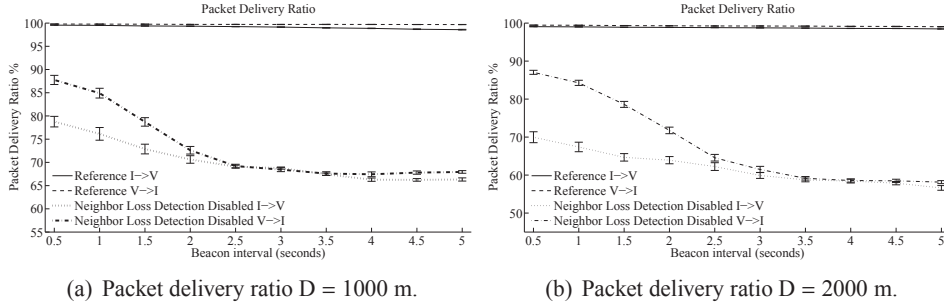 Packet Delivery Ratio
100
95
90
85
80
75
70
65
60
55
Packet Delivery Ratio %
Reference I−>V
Reference V−>I
Neighbor Loss Detection Disabled I−>V
Neighbor Loss Detection Disabled V−>I
0.5 1 1.5 2 2.5 3 3.5 4 4.5 5
Beacon interval (seconds)
(a) Packet delivery ratio D = 1000 m.
Packet Delivery Ratio
100
90
80
70
60
50
Packet Delivery Ratio %
Reference I−>V
Reference V−>I
Neighbor Loss Detection Disabled I−>V
Neighbor Loss Detection Disabled V−>I
0.5 1 1.5 2 2.5 3 3.5 4 4.5 5
Beacon interval (seconds)
(b) Packet delivery ratio D = 2000 m.